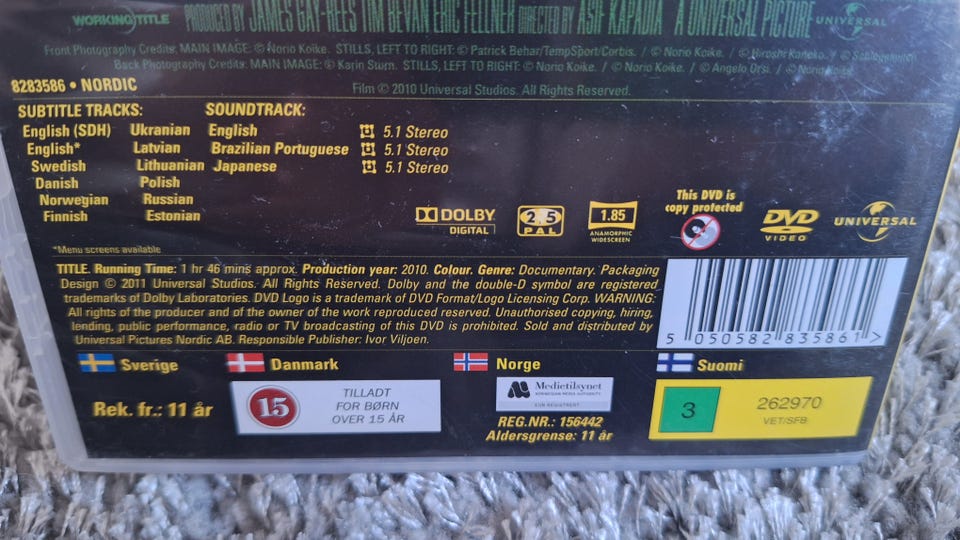 WORKING TITLE
PRODUCED BY JAMES GAY-REES TIM BEVAN ERIC FELLNER DIRECTED BY ASIF KAPADIA A UNIVERSAL PICTURE UNIVERSAL
Front Photography Credits: MAIN IMAGE: © Norio Koike. STILLS, LEFT TO RIGHT: © Patrick Behar/TempSport/Corbis. / © Norio Koike. / © Hiroshi Kaneko. / © Schlegelmilch
Back Photography Credits: MAIN IMAGE: © Karin Sturm. STILLS, LEFT TO RIGHT: © Norio Koike. / © Norio Koike. / © Angelo Orsi. / © Norio Koike
8283586 • NORDIC
Film © 2010 Universal Studios. All Rights Reserved.
SUBTITLE TRACKS: SOUNDTRACK:
English (SDH) Ukranian English 5.1 Stereo
English* Latvian Brazilian Portuguese 5.1 Stereo
Swedish Lithuanian Japanese 5.1 Stereo
Danish Polish
Norwegian Russian
Finnish Estonian
*Menu screens available
DOLBY DIGITAL
2.5 PAL
1.85 ANAMORPHIC WIDESCREEN
This DVD is
copy protected
DVD VIDEO
UNIVERSAL
TITLE. Running Time: 1 hr 46 mins approx. Production year: 2010. Colour. Genre: Documentary. Packaging
Design © 2011 Universal Studios. All Rights Reserved. Dolby and the double-D symbol are registered
trademarks of Dolby Laboratories. DVD Logo is a trademark of DVD Format/Logo Licensing Corp. WARNING:
All rights of the producer and of the owner of the work reproduced reserved. Unauthorised copying, hiring,
lending, public performance, radio or TV broadcasting of this DVD is prohibited. Sold and distributed by
Universal Pictures Nordic AB. Responsible Publisher: Ivor Viljoen.
5 050582 835861 >
Sverige Danmark Norge Suomi
Rek. fr.: 11 år
15
TILLADT
FOR BØRN
OVER 15 ÅR
Medietilsynet
NORWEGIAN MEDIA AUTHORITY
EVN REGISTRERT
REG.NR.: 156442
Aldersgrense: 11 år
3
262970
VET/SFB